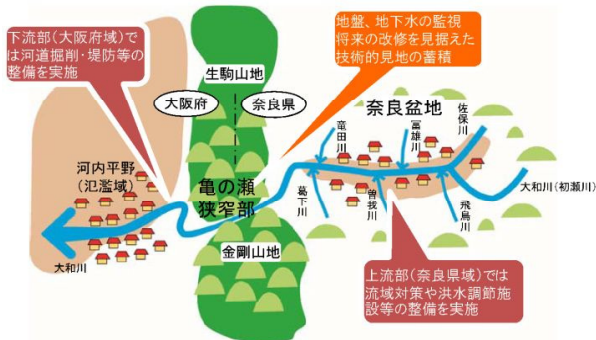 下流部(大阪府域)で
は河道掘削・堤防等の
整備を実施
地盤、地下水の監視
将来の改修を見据えた
技術的見地の蓄積
生駒山地
大阪府
奈良県
奈良盆地
佐保川
富雄川
竜田川
河内平野
(氾濫域)
亀の瀬
狭窄部
大和川(初瀬川)
葛下川
曽我川
飛鳥川
金剛山地
大和川
上流部(奈良県域)では
流域対策や洪水調節施
設等の整備を実施